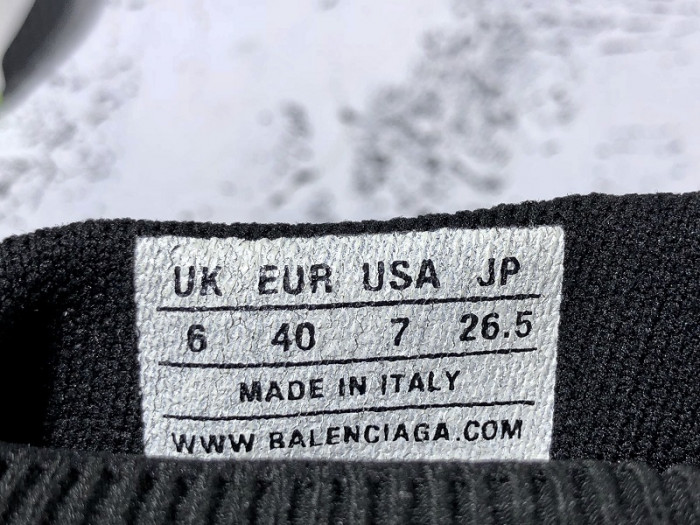 UK EUR USA JP
6 40 7 26.5
MADE IN ITALY
WWW BALENCIAGA.COM